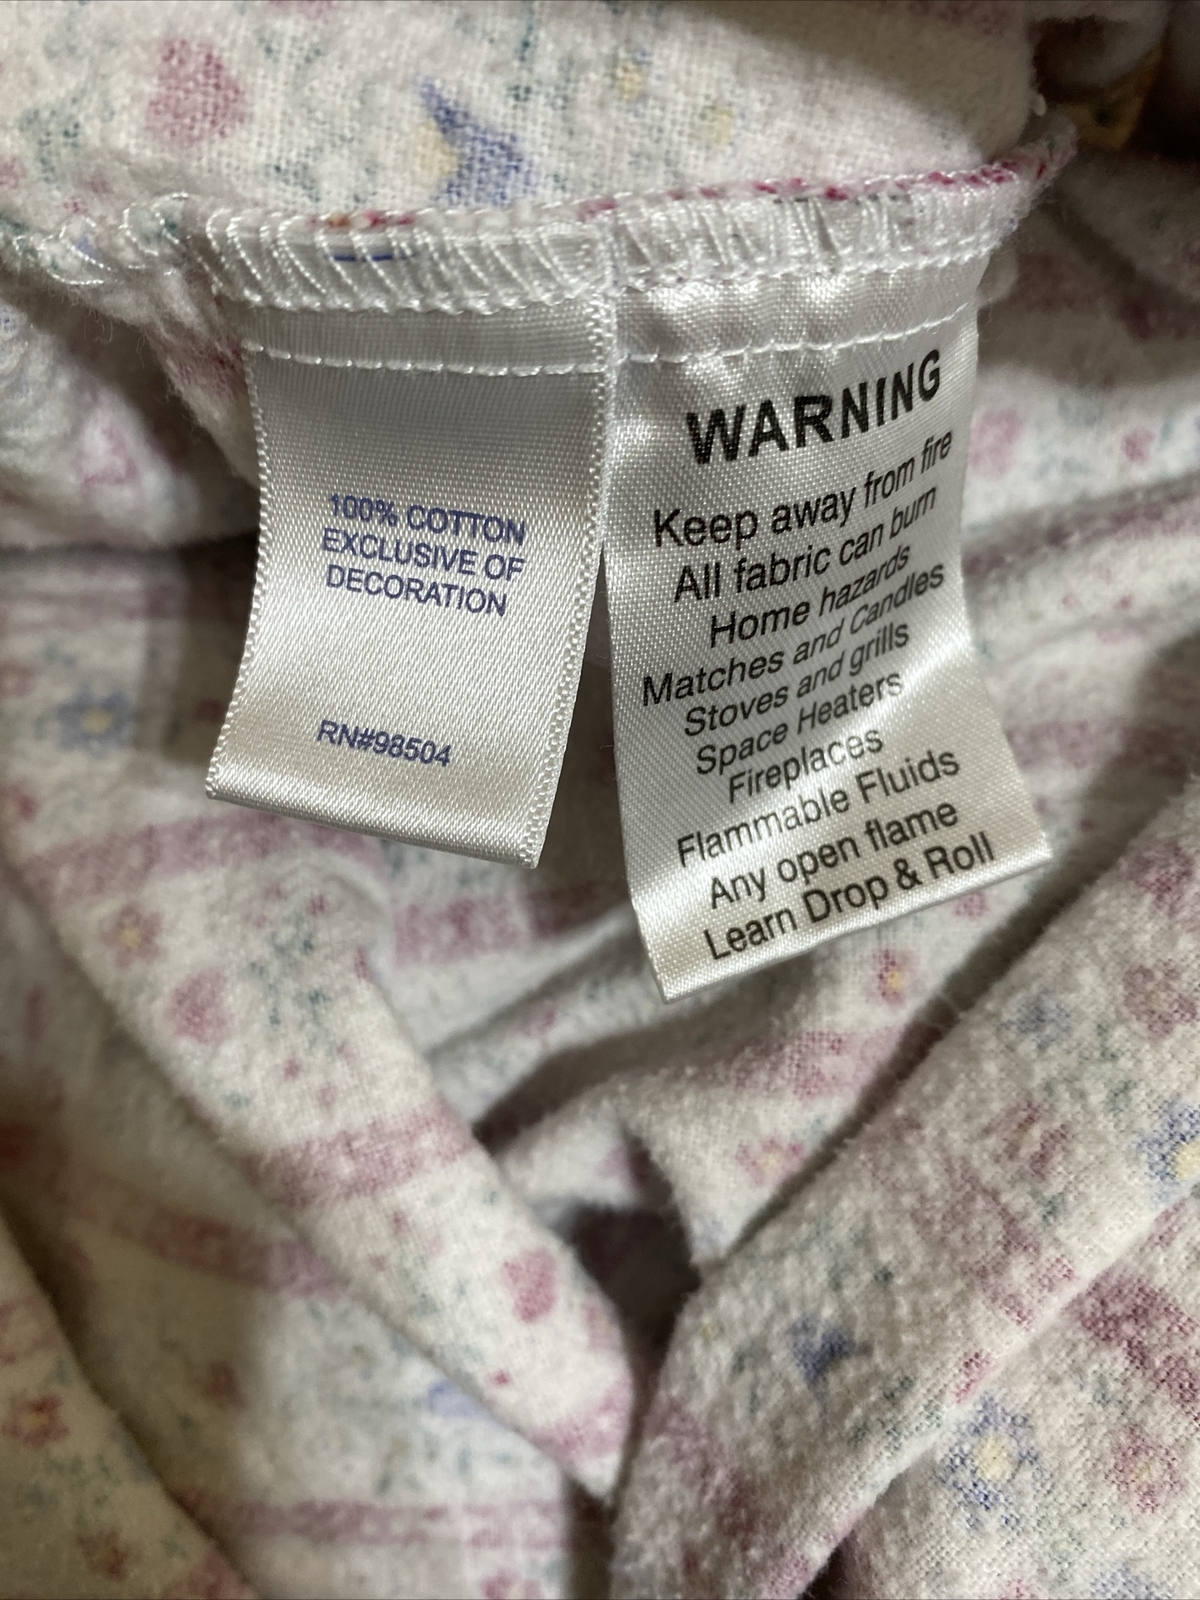 100% COTTON
EXCLUSIVE OF
DECORATION
RN#98504
WARNING
Keep away from fire
All fabric can burn
Home hazards
Matches and Candles
Stoves and grills
Space Heaters
Fireplaces
Flammable Fluids
Any open flame
Learn Drop & Roll